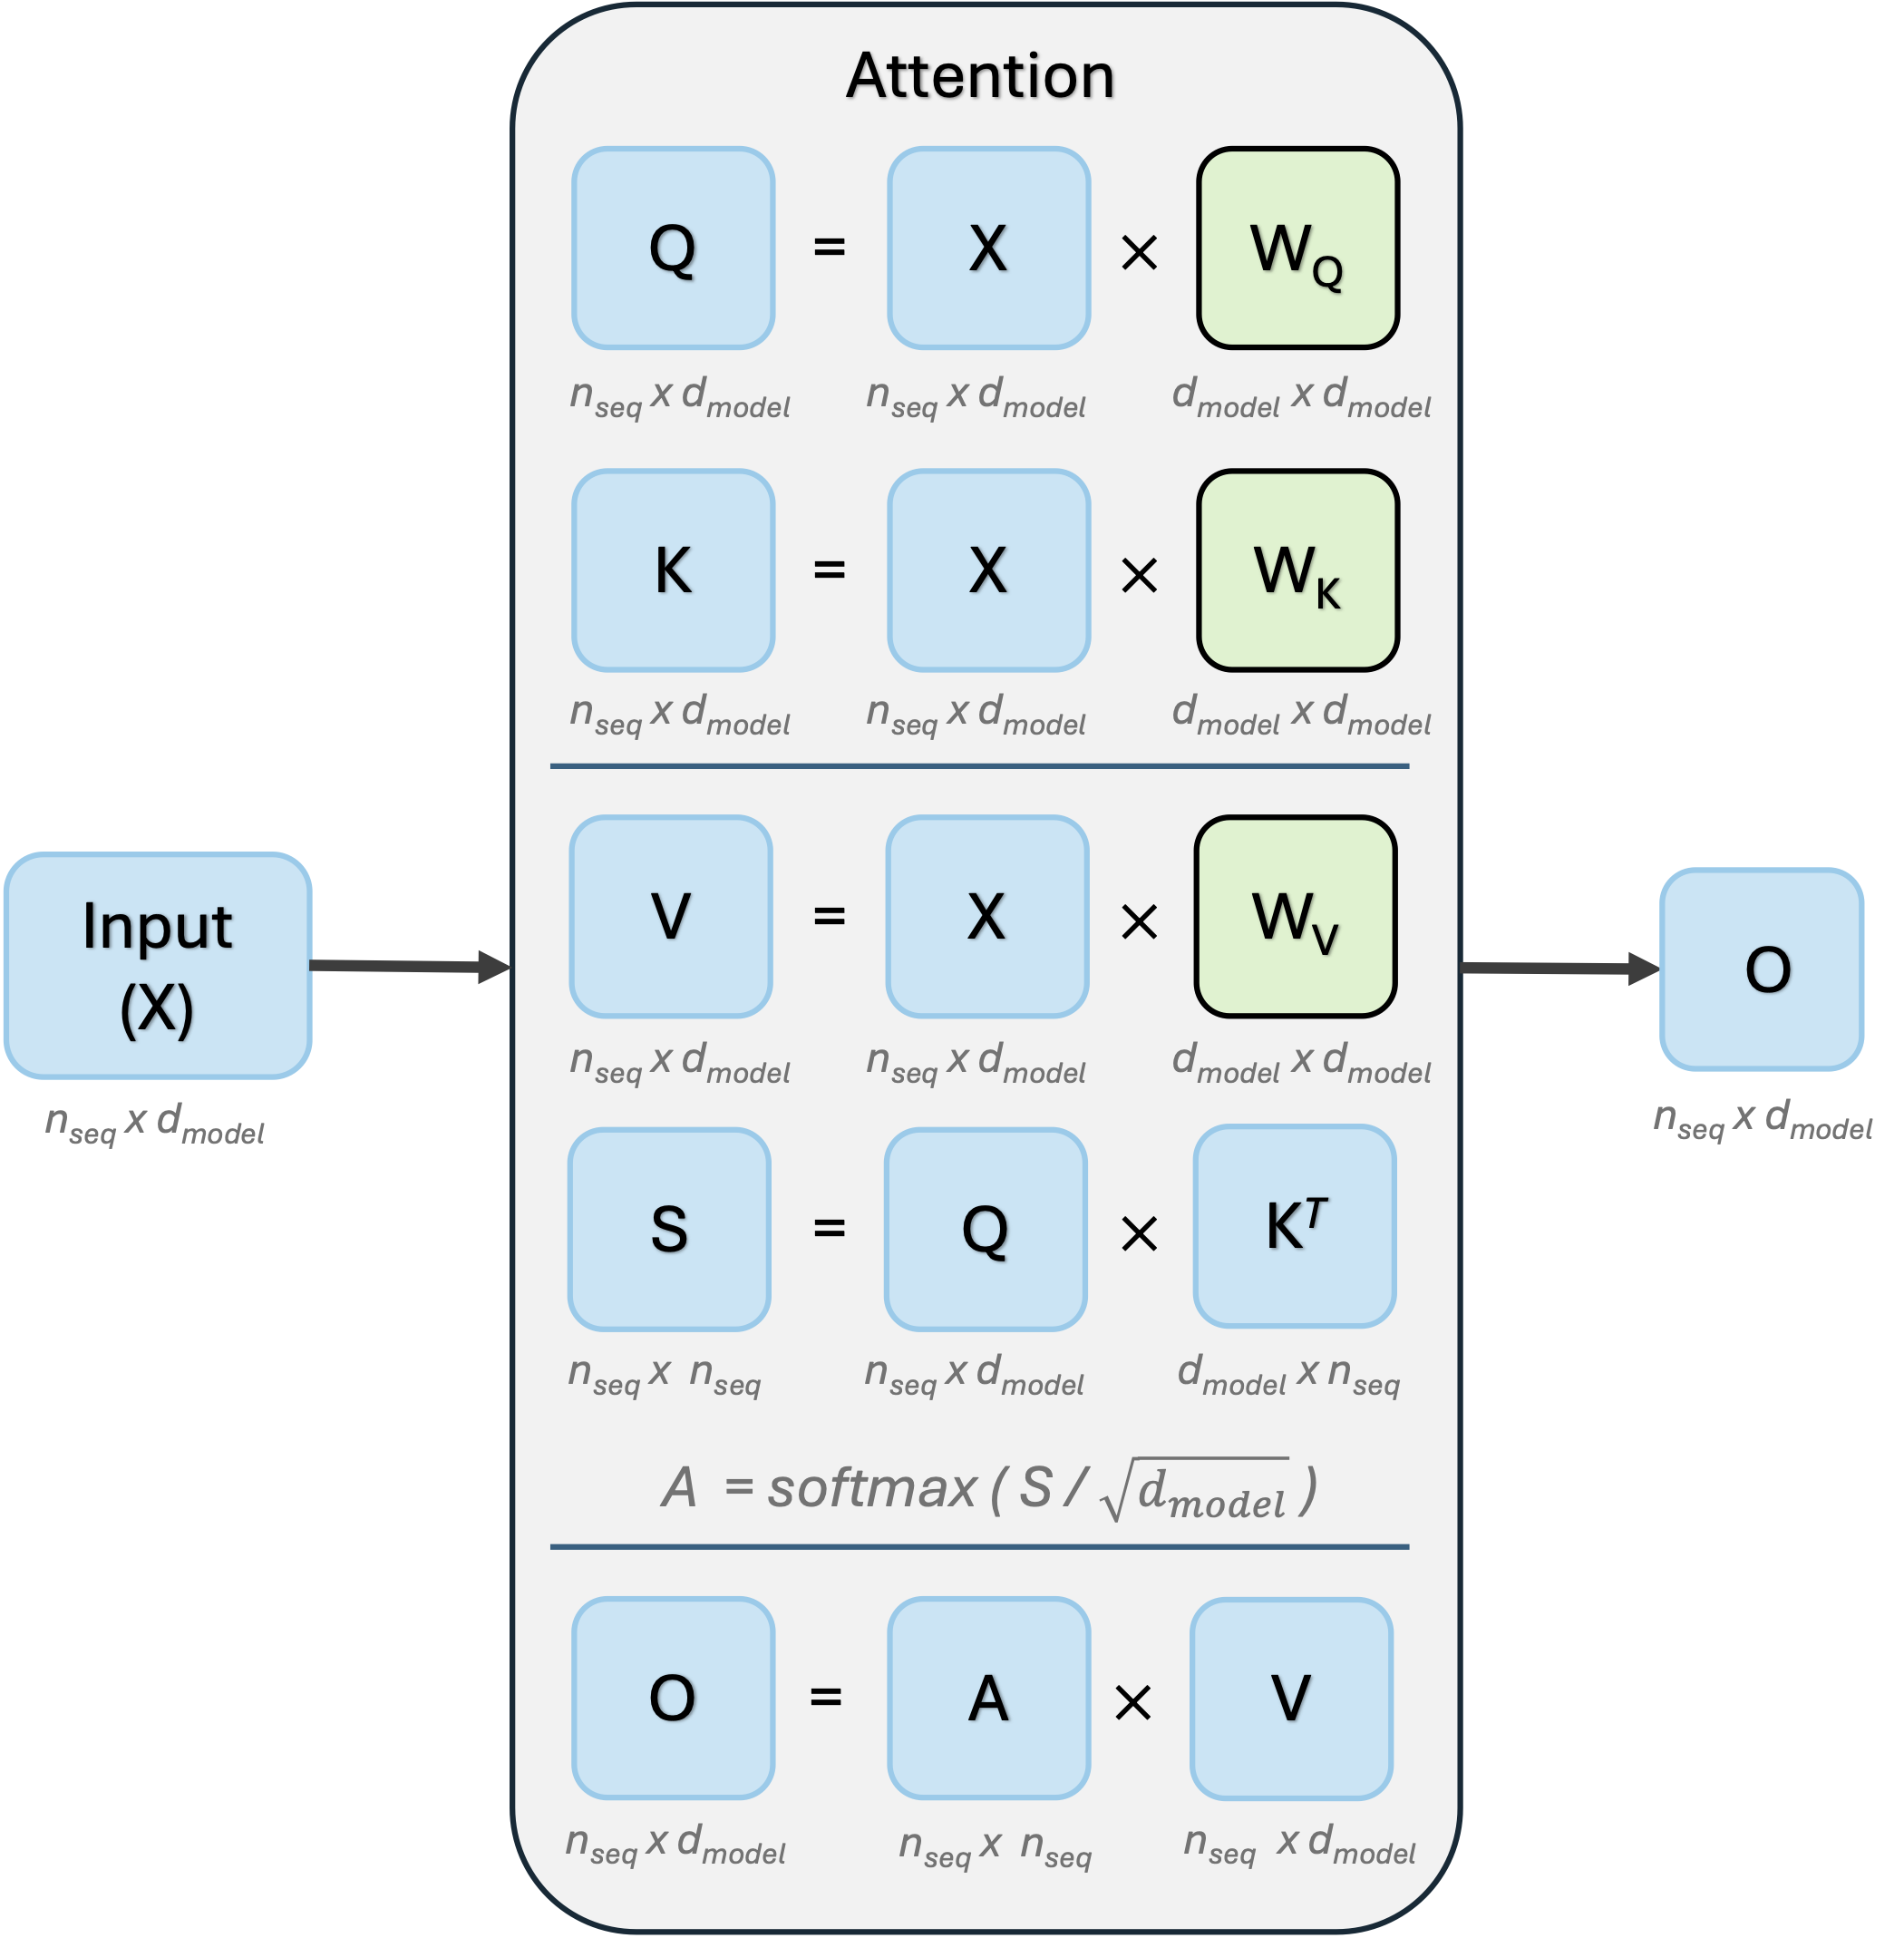 Attention
Q = X × W_Q
n_seq x d_model n_seq x d_model d_model x d_model
K = X × W_K
n_seq x d_model n_seq x d_model d_model x d_model
Input
(X)
n_seq x d_model
V = X × W_V
n_seq x d_model n_seq x d_model d_model x d_model
S = Q × K^T
n_seq x n_seq n_seq x d_model d_model x n_seq
A = softmax ( S / √d_model )
O = A × V
n_seq x d_model n_seq x n_seq n_seq x d_model
O
n_seq x d_model